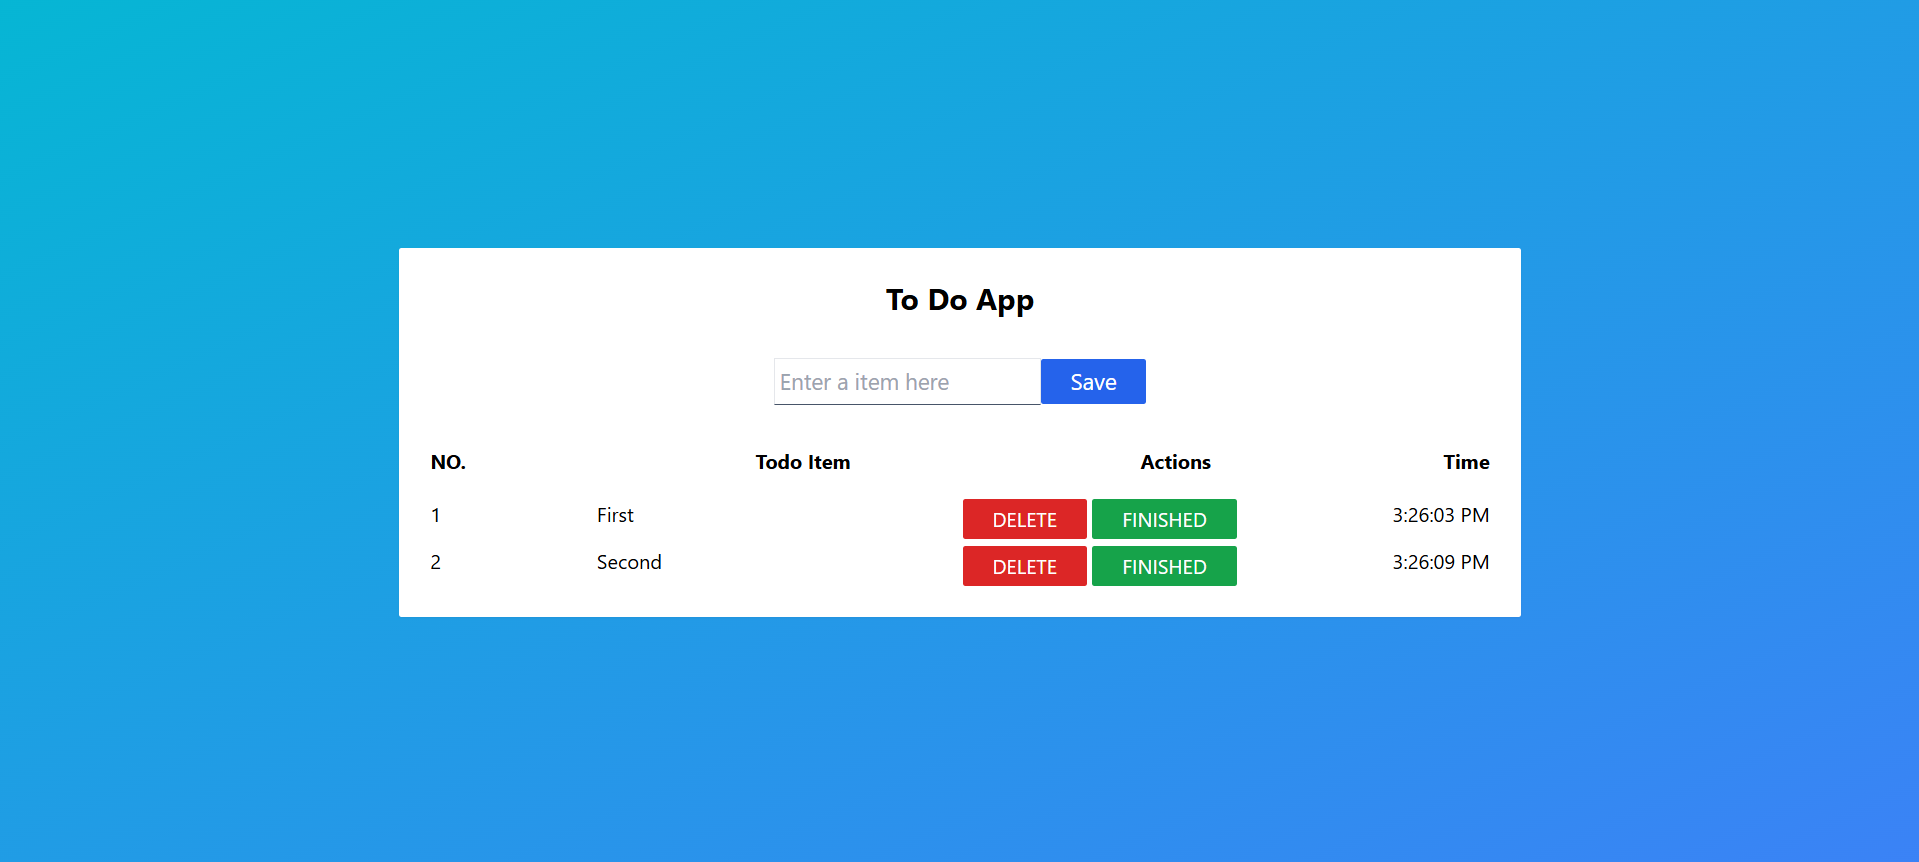 To Do App
Enter a item here Save
NO. Todo Item Actions Time
1 First DELETE FINISHED 3:26:03 PM
2 Second DELETE FINISHED 3:26:09 PM